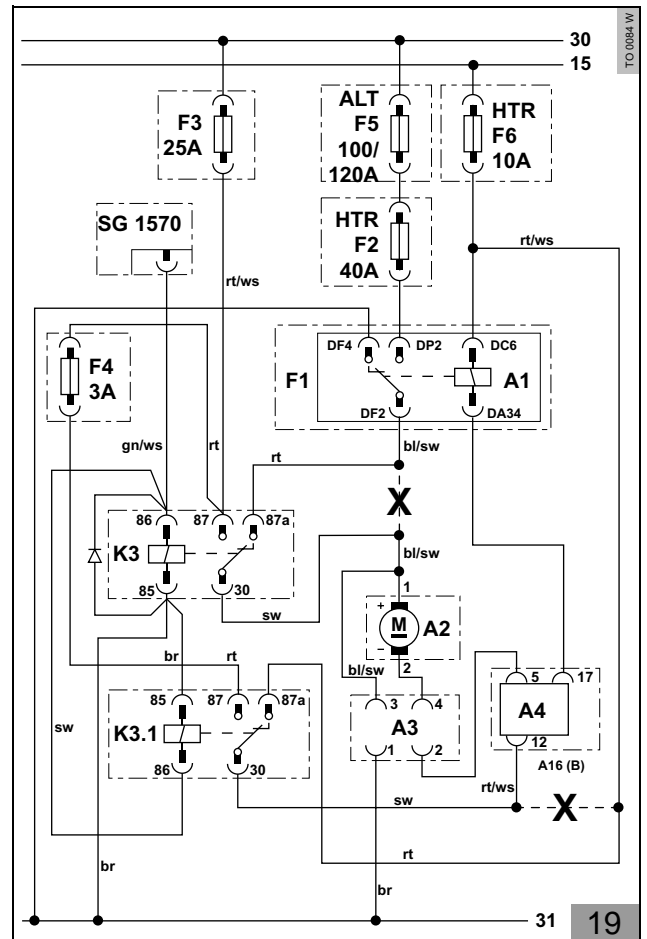 30
TO 0084 W
15
F3
25A
ALT
F5
100/
120A
HTR
F6
10A
SG 1570
HTR
F2
40A
rt/ws
rt/ws
F4
3A
DF4
DP2
DC6
F1
A1
DF2
DA34
gn/ws
rt
bl/sw
rt
X
86
87
87a
K3
bl/sw
85
30
1
sw
+
M
A2
–
br
rt
bl/sw
2
85
87
87a
3
4
5
17
K3.1
A3
A4
sw
1
2
12
86
30
A16 (B)
rt/ws
sw
X
rt
br
br
31
19